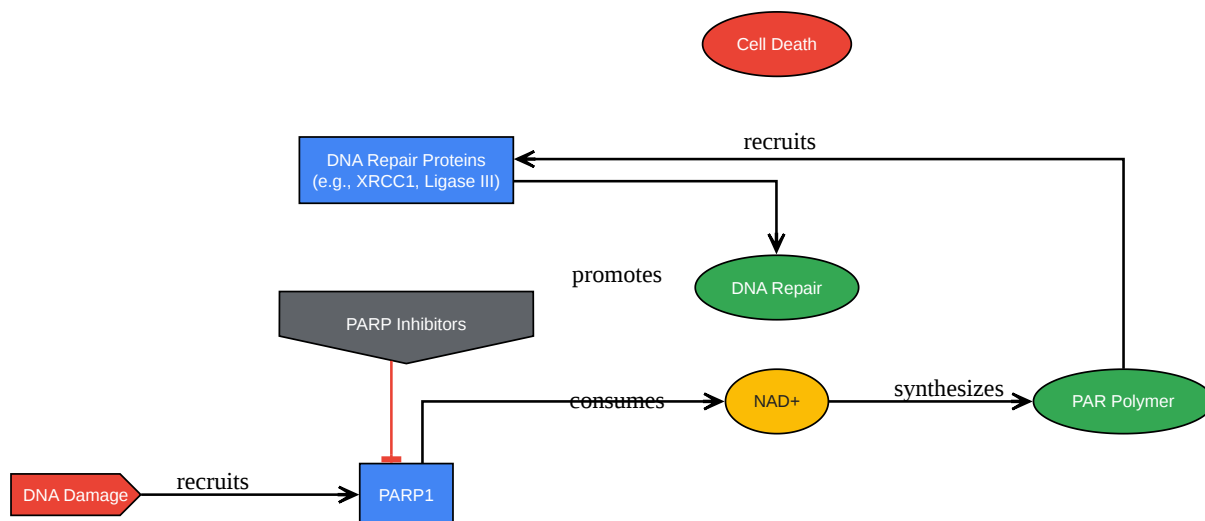 Cell Death
recruits
DNA Repair Proteins
(e.g., XRCC1, Ligase III)
promotes
DNA Repair
PARP Inhibitors
consumes
NAD+
synthesizes
PAR Polymer
DNA Damage
recruits
PARP1